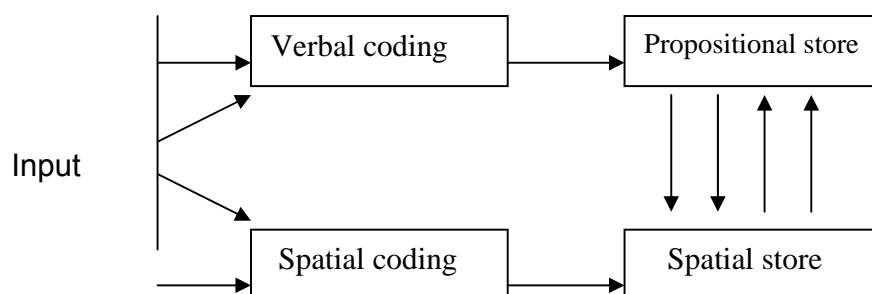 Verbal coding
Propositional store
Input
Spatial coding
Spatial store